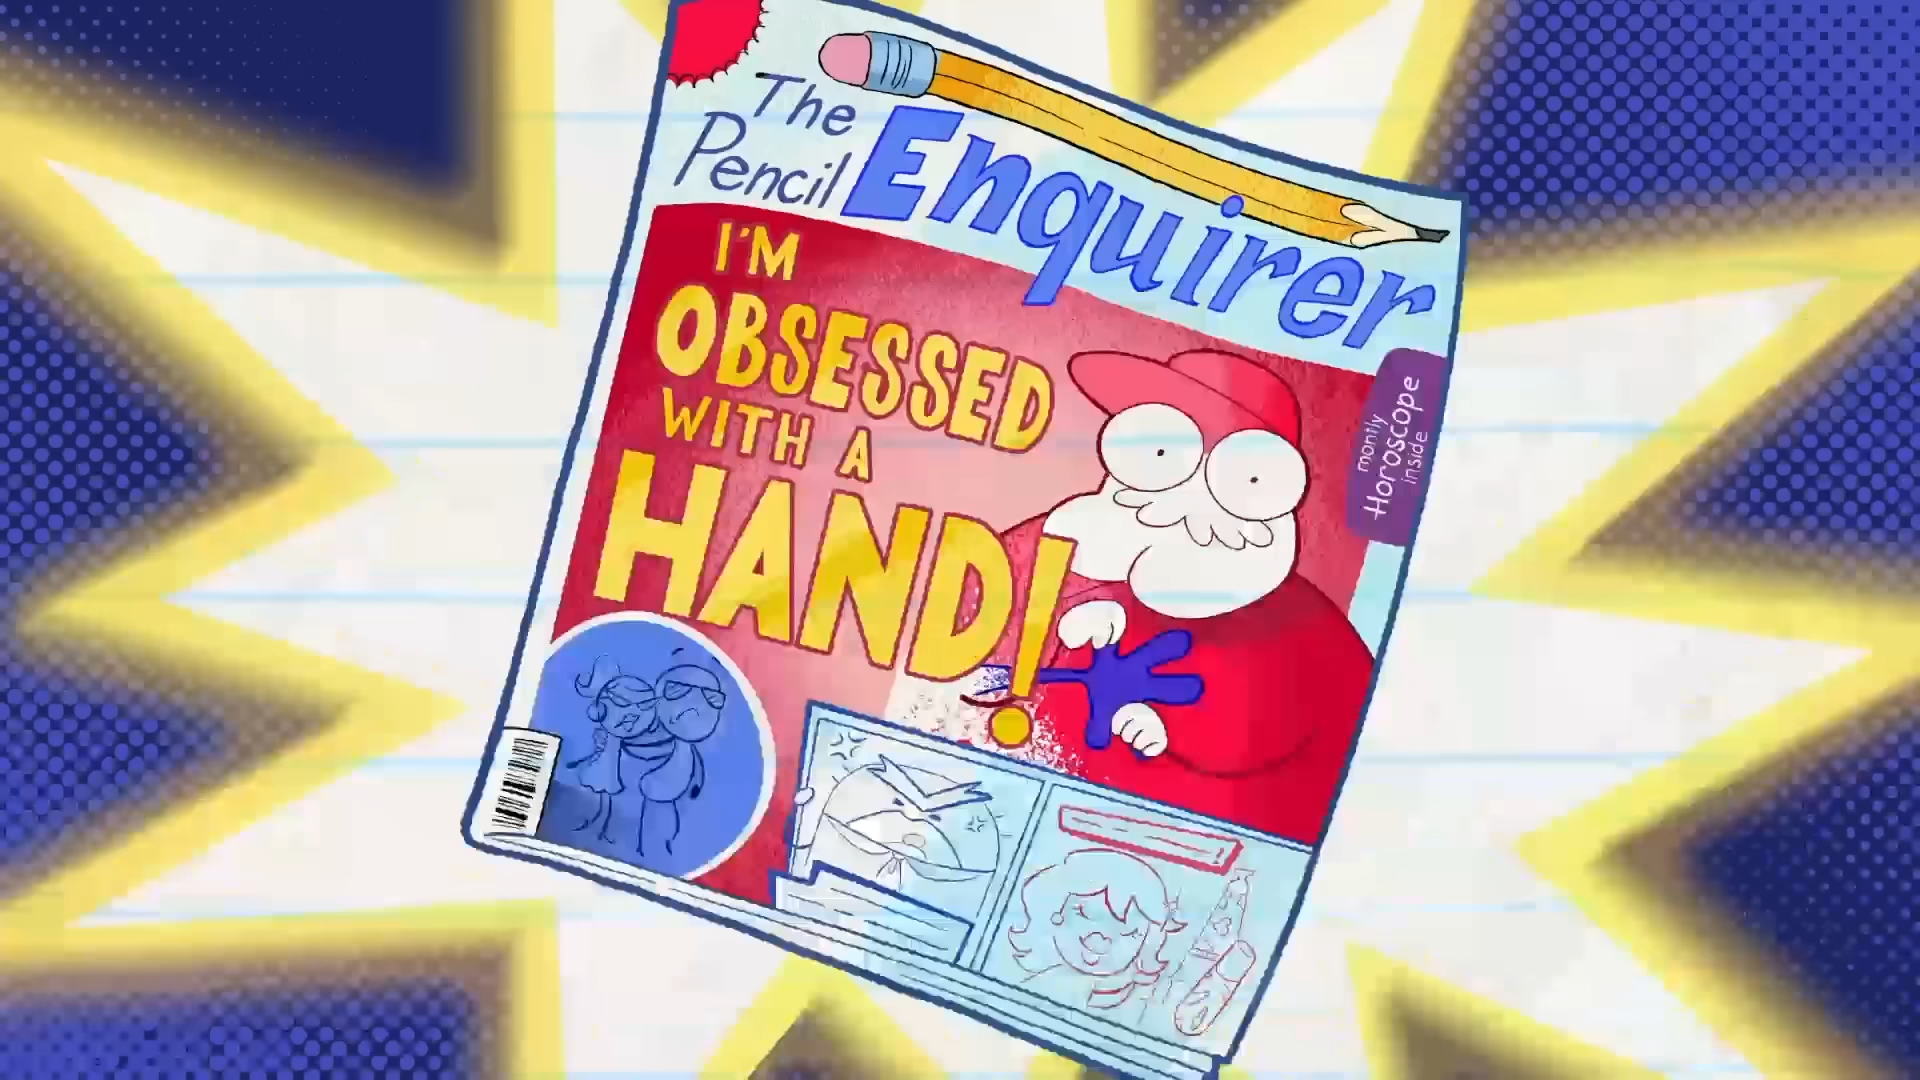 The
Pencil
Enquirer
I'M
OBSESSED
WITH A
HAND!
montly
Horoscope
inside